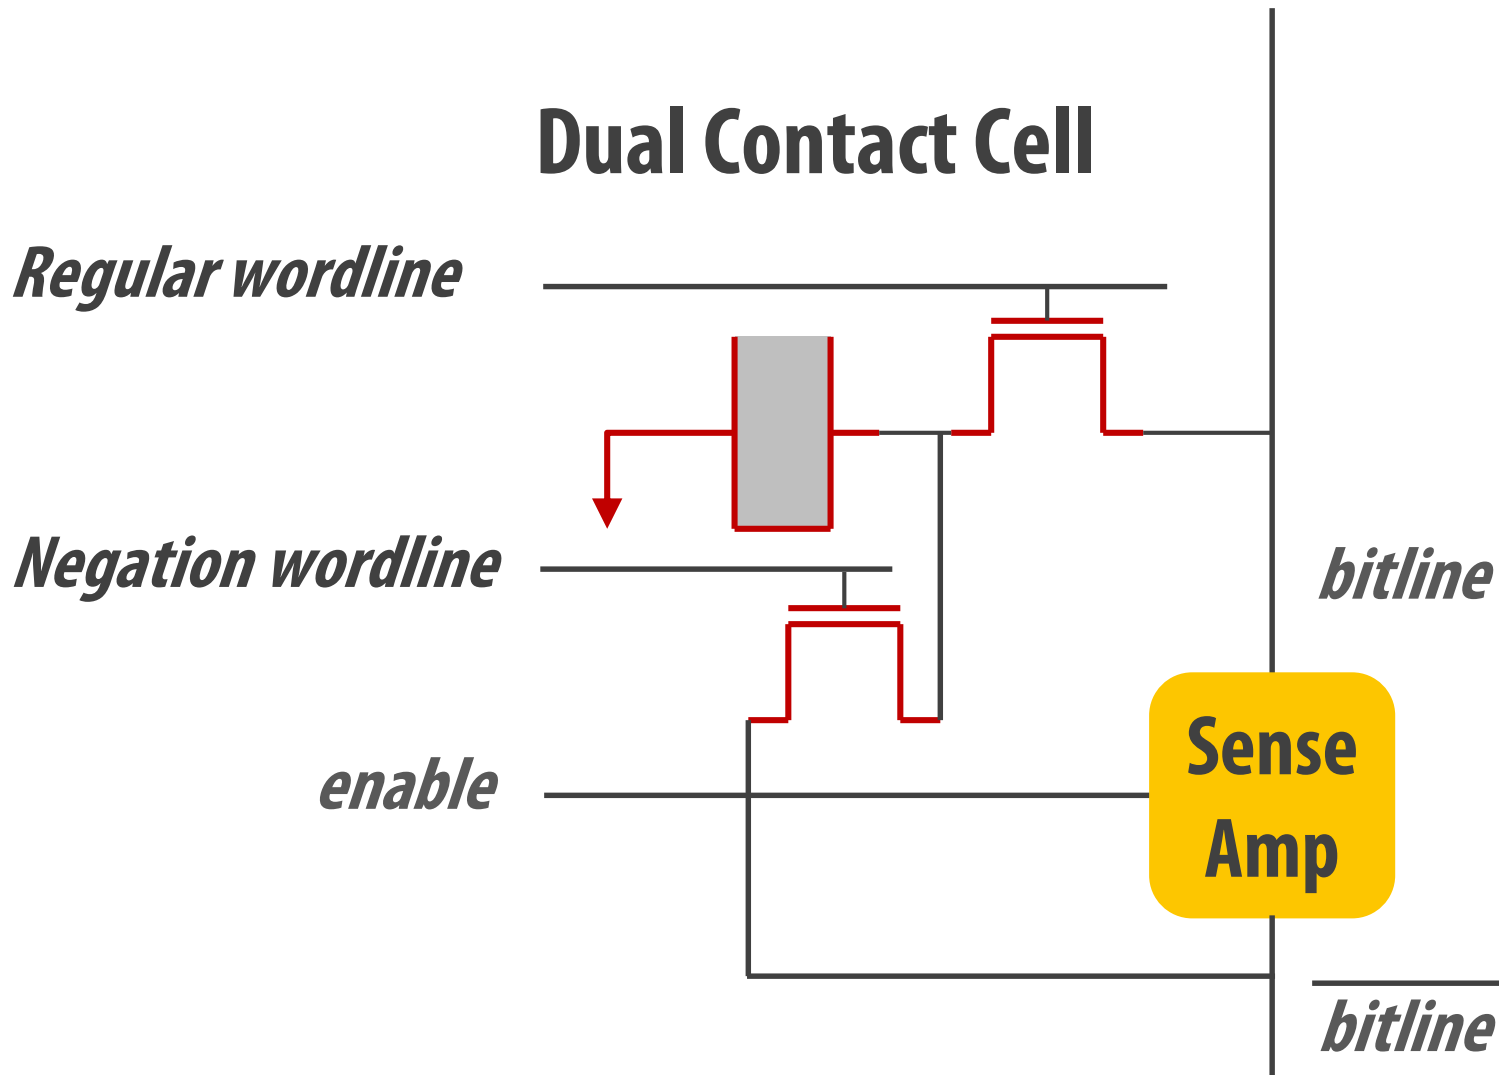 Dual Contact Cell
Regular wordline
Negation wordline
bitline
enable
Sense
Amp
bitline